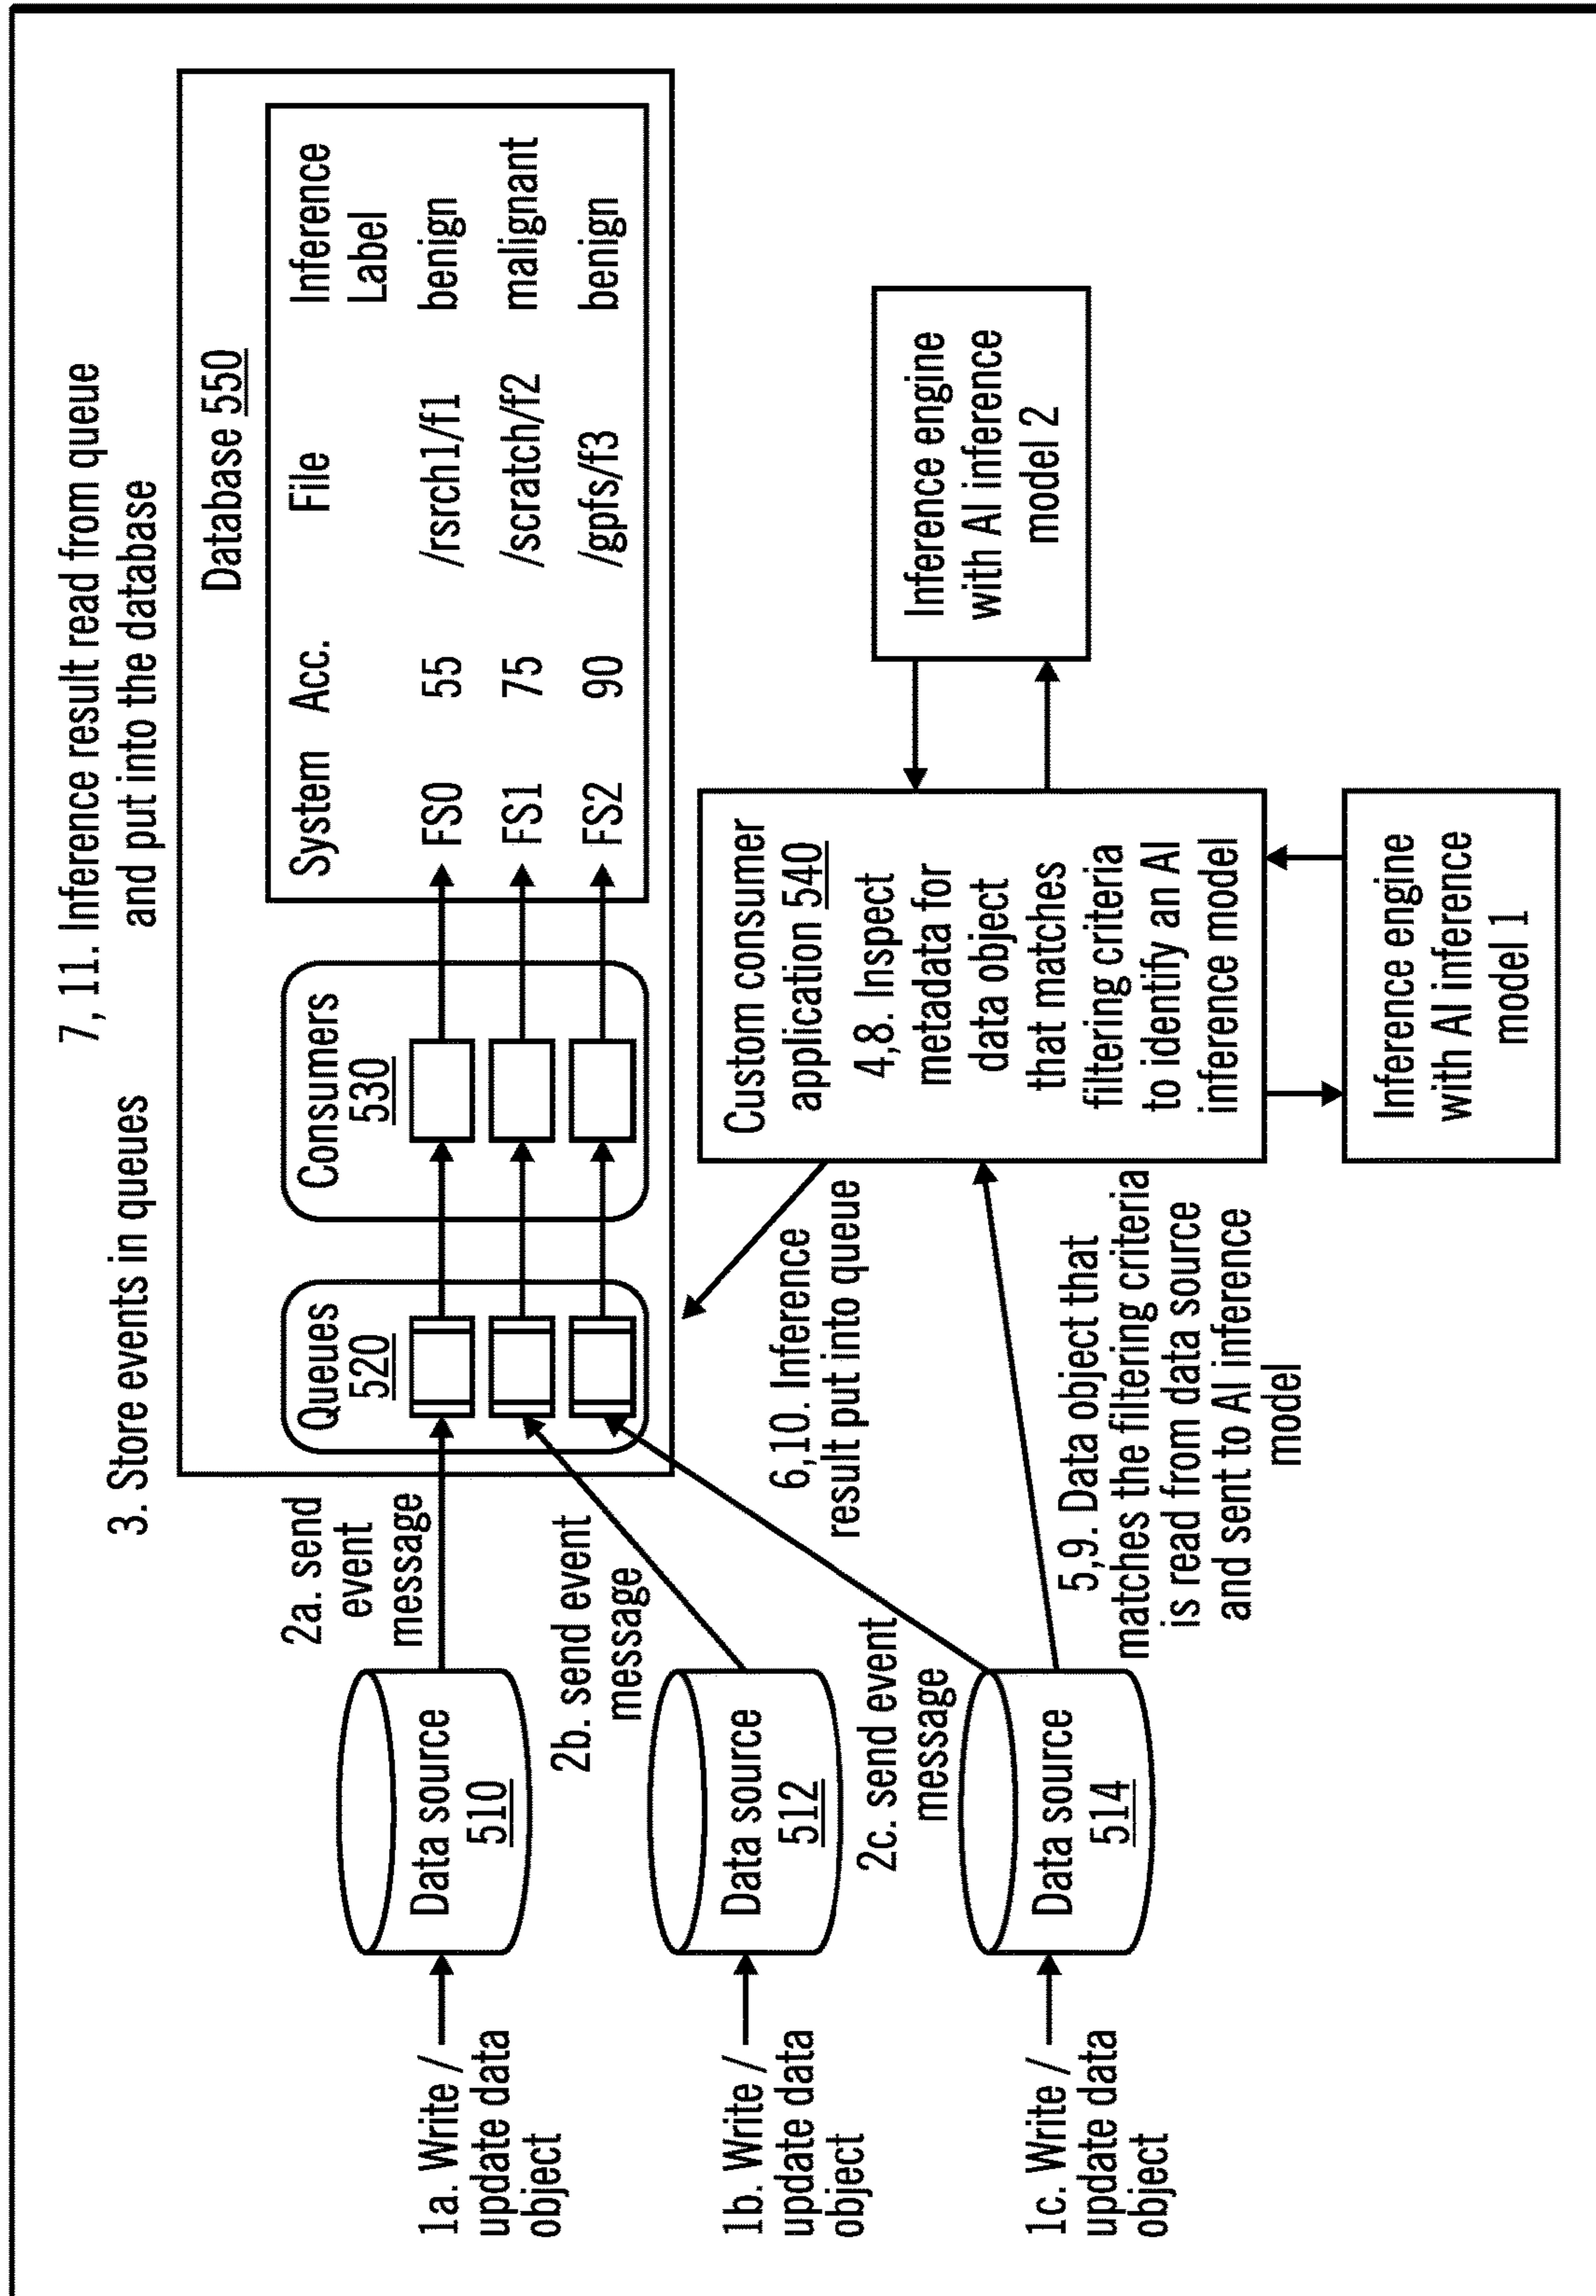 3. Store events in queues
7, 11. Inference result read from queue
and put into the database
Database 550
Queues
520
Consumers
530
System Acc. File Inference
Label
FS0 55 /rsrch1/f1 benign
FS1 75 /scratch/f2 malignant
FS2 90 /gpfs/f3 benign
1a. Write /
update data
object
Data source
510
2a. send
event
message
1b. Write /
update data
object
Data source
512
2b. send event
message
1c. Write /
update data
object
Data source
514
2c. send event
message
6,10. Inference
result put into queue
5,9. Data object that
matches the filtering criteria
is read from data source
and sent to AI inference
model
Custom consumer
application 540
4,8. Inspect
metadata for
data object
that matches
filtering criteria
to identify an AI
inference model
Inference engine
with AI inference
model 2
Inference engine
with AI inference
model 1